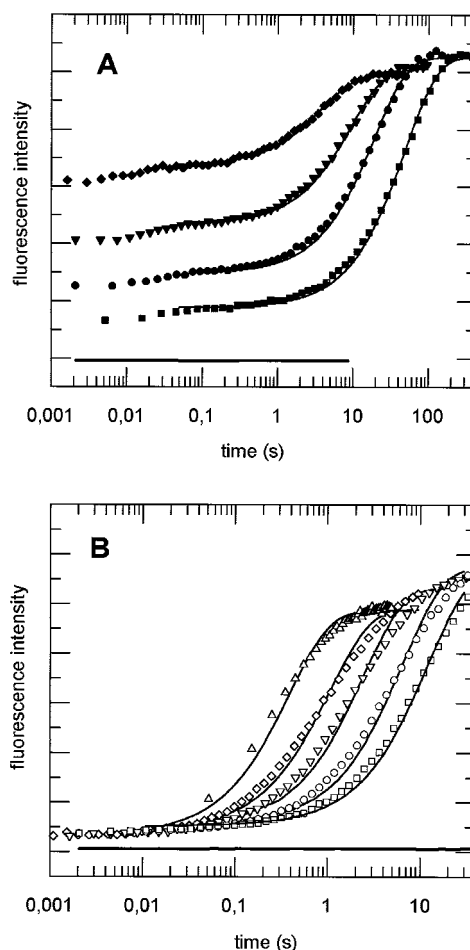 A
fluorescence intensity
0,001 0,01 0,1 1 10 100
time (s)
B
fluorescence intensity
0,001 0,01 0,1 1 10
time (s)